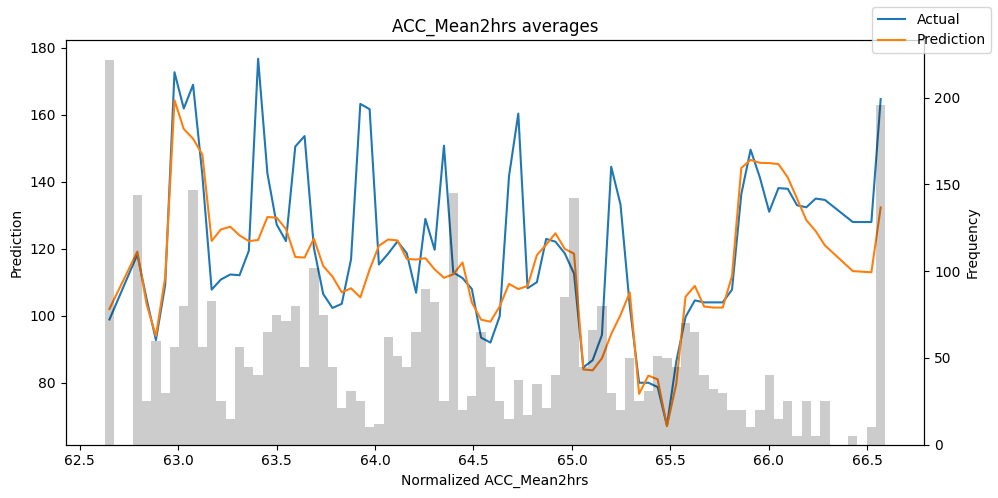 ACC_Mean2hrs averages
Actual
Prediction
180
160
140
120
100
80
Prediction
200
150
100
50
0
Frequency
62.5 63.0 63.5 64.0 64.5 65.0 65.5 66.0 66.5
Normalized ACC_Mean2hrs